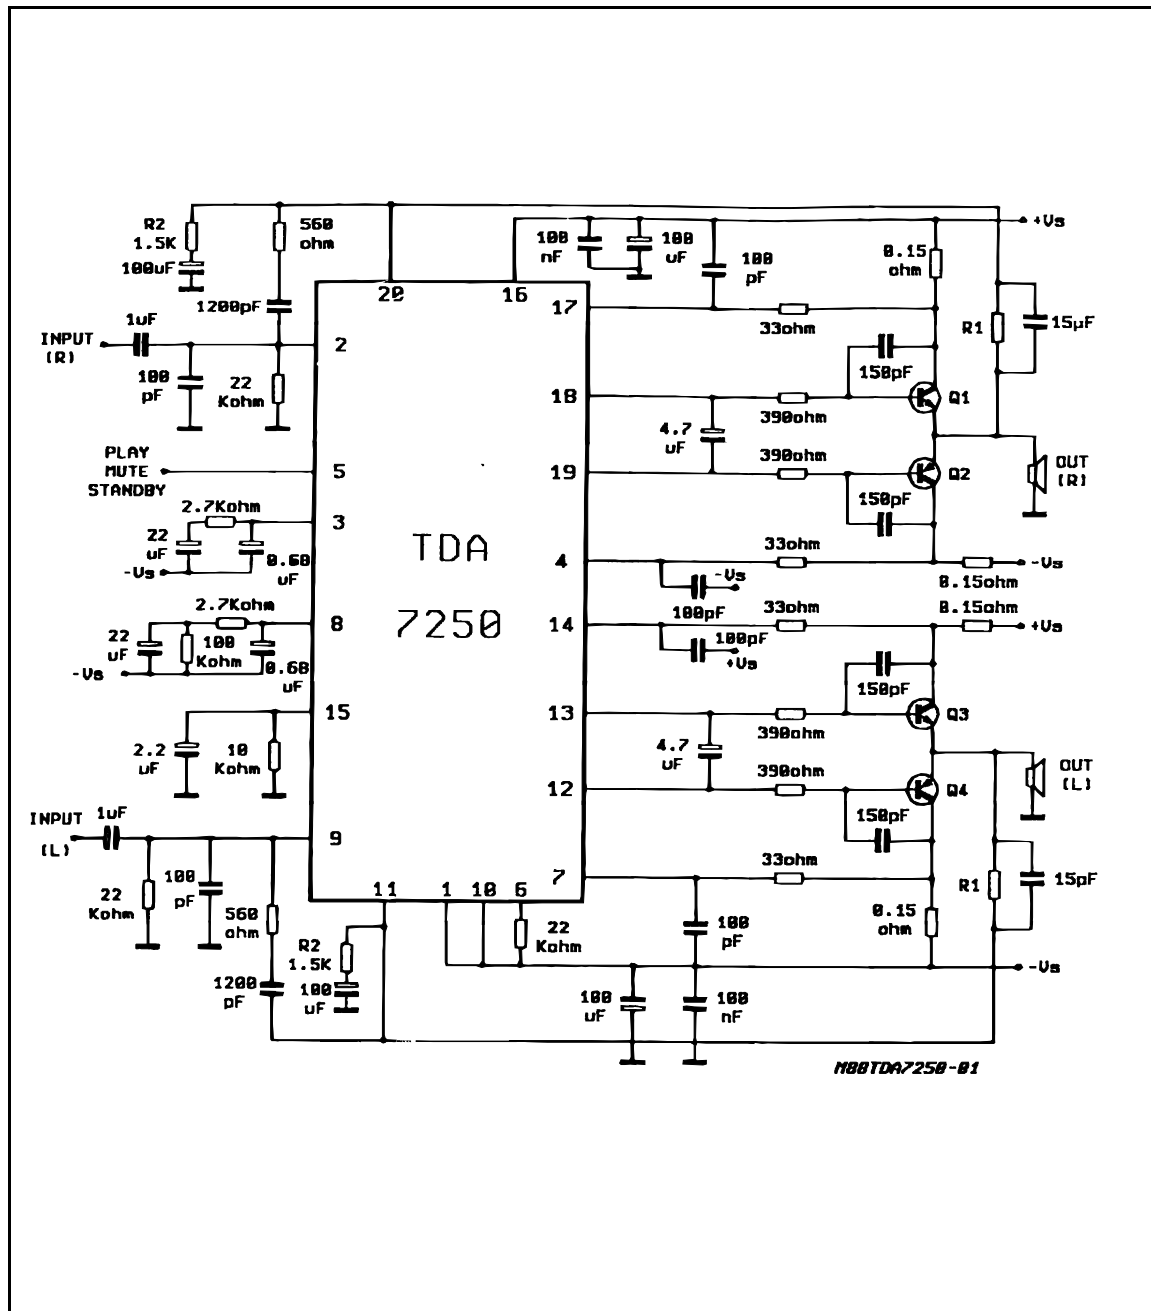 R2
1.5K
100uF
560
ohm
1200pF
1uF
INPUT
(R)
100
pF
22
Kohm
20
16
100
nF
100
uF
100
pF
0.15
ohm
+Vs
17
33ohm
R1
15µF
2
150pF
18
390ohm
Q1
4.7
uF
PLAY
MUTE
STANDBY
5
19
390ohm
Q2
OUT
(R)
150pF
2.7Kohm
3
22
uF
-Vs
0.68
uF
TDA
7250
4
33ohm
-Vs
0.15ohm
-Vs
100pF
2.7Kohm
8
22
uF
100
Kohm
-Vs
0.68
uF
14
33ohm
0.15ohm
+Vs
100pF
+Vs
150pF
15
13
390ohm
Q3
2.2
uF
10
Kohm
4.7
uF
12
390ohm
Q4
OUT
(L)
150pF
INPUT
(L)
1uF
9
22
Kohm
100
pF
560
ohm
7
33ohm
R1
15pF
11
1
10
6
22
Kohm
100
pF
0.15
ohm
R2
1.5K
100
uF
1200
pF
-Vs
100
uF
100
nF
M88TDA7250-01